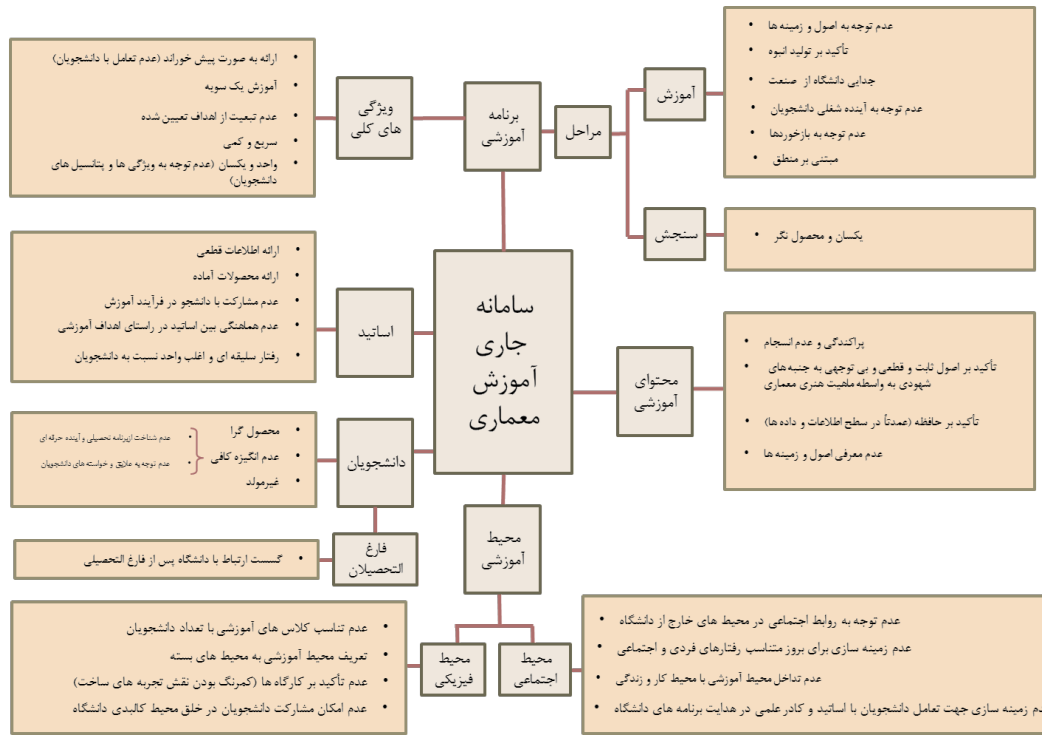 سامانه
جاری
آموزش
معماری
برنامه
آموزشی
ویژگی
های کلی
ارائه به صورت پیش خوراند (عدم تعامل با دانشجویان)
آموزش یک سویه
عدم تبعیت از اهداف تعیین شده
سریع و کمی
واحد و یکسان (عدم توجه به ویژگی ها و پتانسیل های
دانشجویان)
مراحل
آموزش
عدم توجه به اصول و زمینه ها
تأکید بر تولید انبوه
جدایی دانشگاه از صنعت
عدم توجه به آینده شغلی دانشجویان
عدم توجه به بازخوردها
مبتنی بر منطق
سنجش
یکسان و محصول نگر
محتوای
آموزشی
پراکندگی و عدم انسجام
تأکید بر اصول ثابت و قطعی و بی توجهی به جنبه های
شهودی به واسطه ماهیت هنری معماری
تأکید بر حافظه (عمدتاً در سطح اطلاعات و داده ها)
عدم معرفی اصول و زمینه ها
اساتید
ارائه اطلاعات قطعی
ارائه محصولات آماده
عدم مشارکت با دانشجو در فرآیند آموزش
عدم هماهنگی بین اساتید در راستای اهداف آموزشی
رفتار سلیقه ای و اغلب واحد نسبت به دانشجویان
دانشجویان
محصول گرا
عدم انگیزه کافی
غیرمولد
عدم شناخت ازبرنامه تحصیلی و آینده حرفه ای
عدم توجه به علایق و خواسته های دانشجویان
فارغ
التحصیلان
گسست ارتباط با دانشگاه پس از فارغ التحصیلی
محیط
آموزشی
محیط
اجتماعی
عدم توجه به روابط اجتماعی در محیط های خارج از دانشگاه
عدم زمینه سازی برای بروز متناسب رفتارهای فردی و اجتماعی
عدم تداخل محیط آموزشی با محیط کار و زندگی
زمینه سازی جهت تعامل دانشجویان با اساتید و کادر علمی در هدایت برنامه های دانشگاه
محیط
فیزیکی
عدم تناسب کلاس های آموزشی با تعداد دانشجویان
تعریف محیط آموزشی به محیط های بسته
عدم تأکید بر کارگاه ها (کمرنگ بودن نقش تجربه های ساخت)
عدم امکان مشارکت دانشجویان در خلق محیط کالبدی دانشگاه